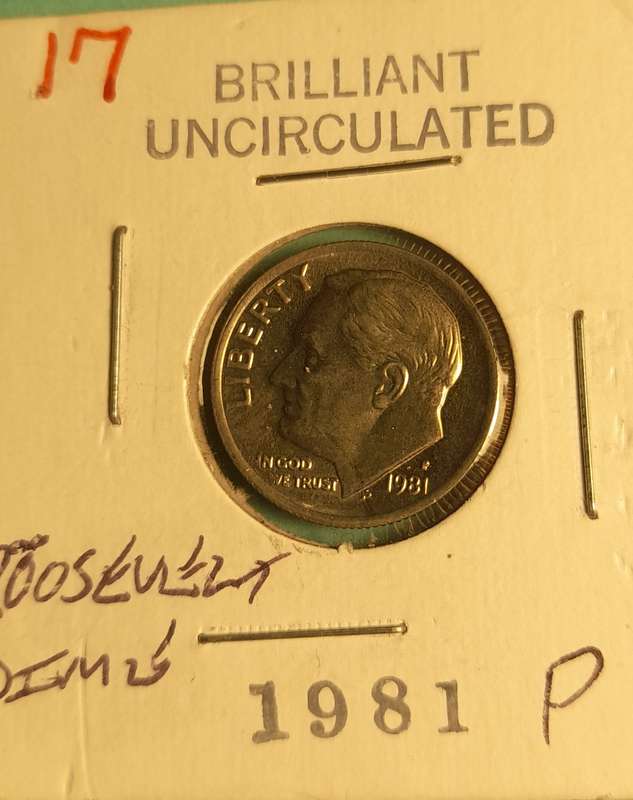 17
BRILLIANT
UNCIRCULATED
LIBERTY
IN GOD
WE TRUST
1981
ROOSEVELT
DIMES
1981 P